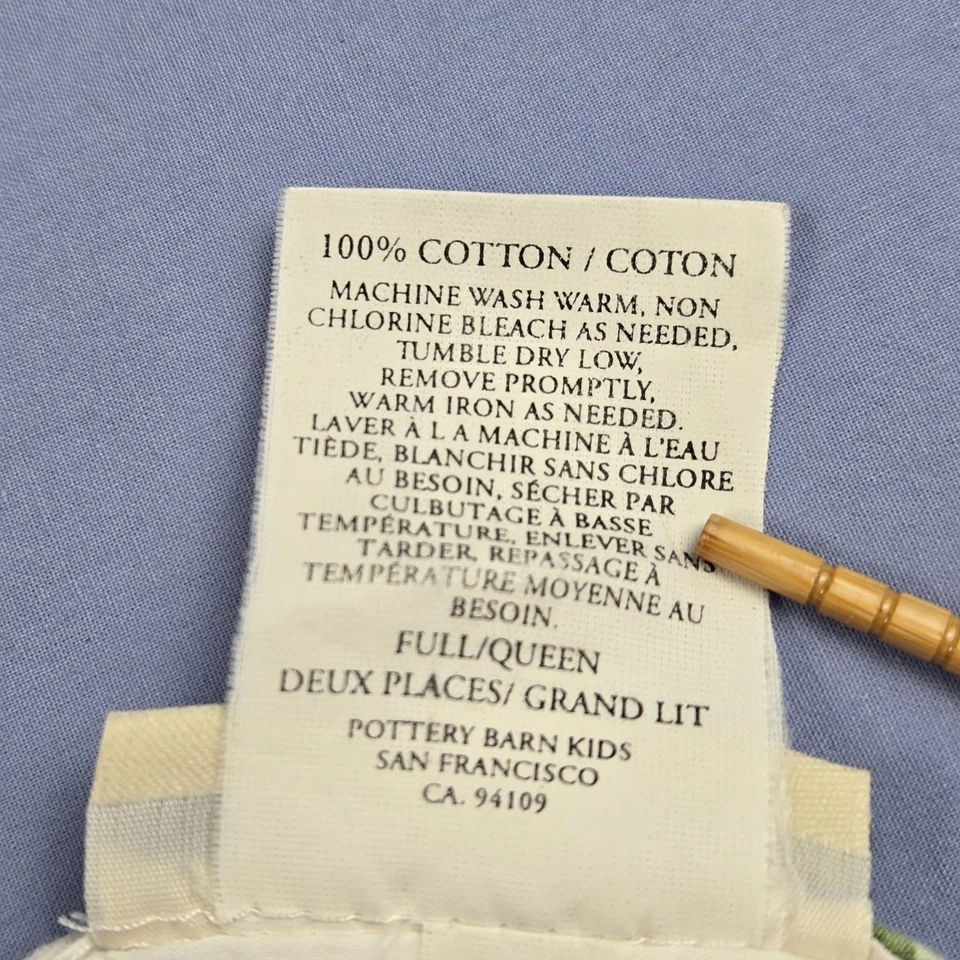 100% COTTON / COTON
MACHINE WASH WARM, NON
CHLORINE BLEACH AS NEEDED,
TUMBLE DRY LOW,
REMOVE PROMPTLY,
WARM IRON AS NEEDED.
LAVER À L A MACHINE À L'EAU
TIÈDE, BLANCHIR SANS CHLORE
AU BESOIN, SÉCHER PAR
CULBUTAGE À BASSE
TEMPÉRATURE, ENLEVER SANS
TARDER, REPASSAGE À
TEMPÉRATURE MOYENNE AU
BESOIN.
FULL/QUEEN
DEUX PLACES/ GRAND LIT
POTTERY BARN KIDS
SAN FRANCISCO
CA. 94109